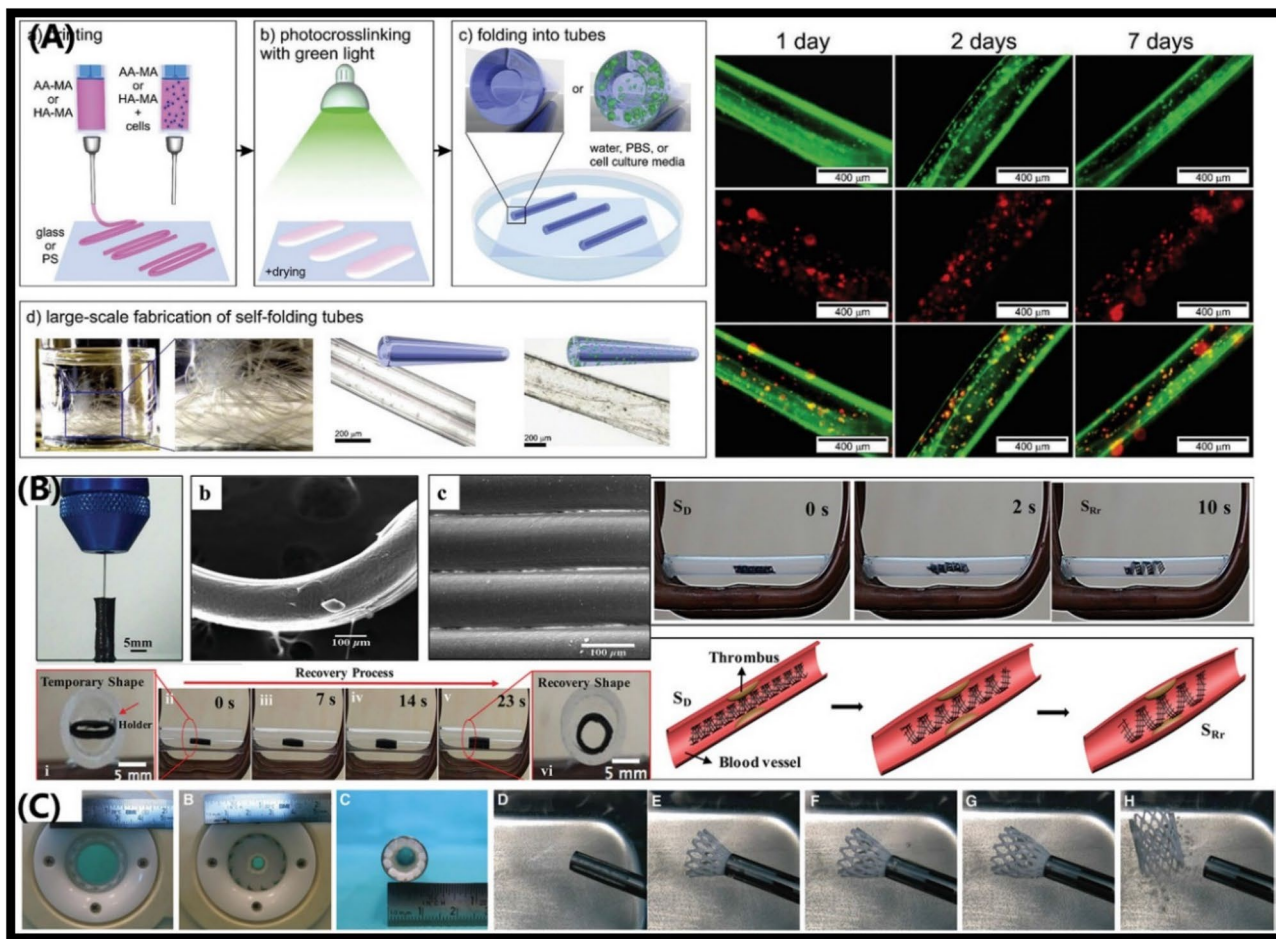 (A)
printing
AA-MA
or
HA-MA
AA-MA
or
HA-MA
+
cells
glass
or
PS
b) photocrosslinking
with green light
+drying
c) folding into tubes
or
water, PBS, or
cell culture media
d) large-scale fabrication of self-folding tubes
200 µm
200 µm
1 day
2 days
7 days
400 µm
400 µm
400 µm
400 µm
400 µm
400 µm
400 µm
400 µm
400 µm
(B)
5mm
b
100 µm
c
100 µm
SD
0 s
2 s
SRr
10 s
Temporary Shape
Holder
i
5 mm
Recovery Process
ii
0 s
iii
7 s
iv
14 s
v
23 s
Recovery Shape
vi
5 mm
Thrombus
SD
Blood vessel
SRr
(C)
B
C
D
E
F
G
H